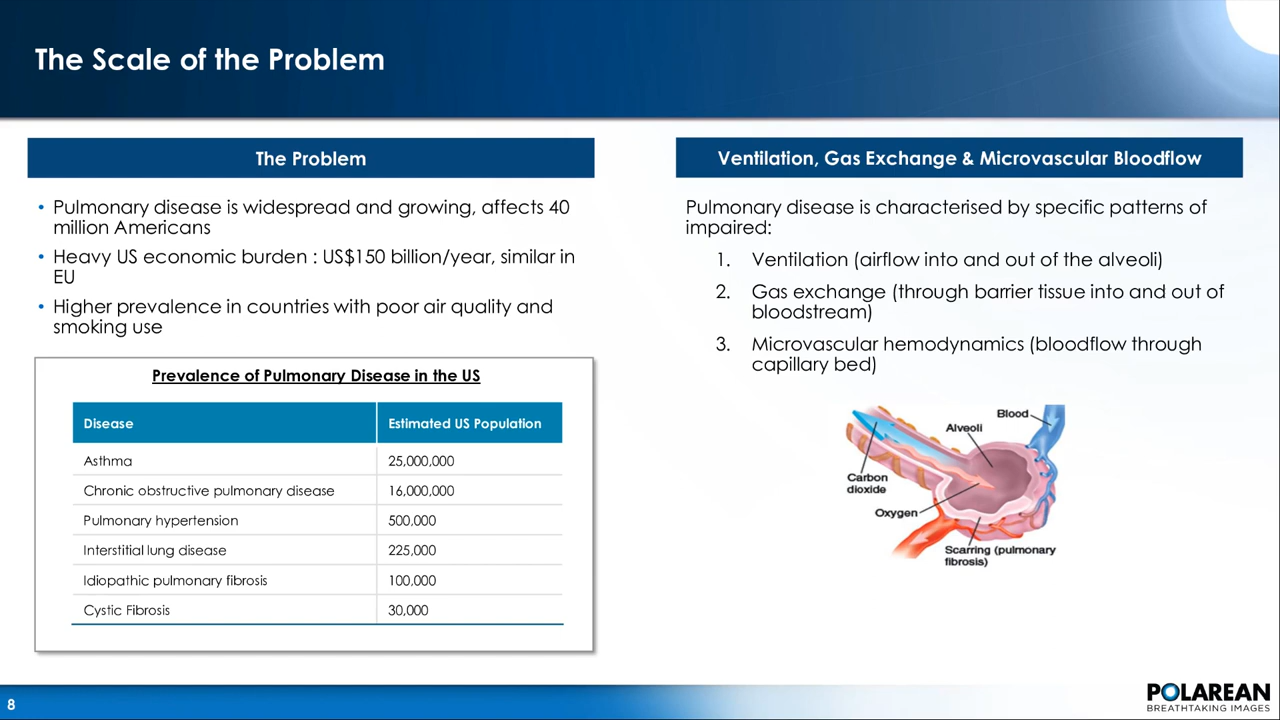 The Scale of the Problem
The Problem
• Pulmonary disease is widespread and growing, affects 40
million Americans
• Heavy US economic burden : US$150 billion/year, similar in
EU
• Higher prevalence in countries with poor air quality and
smoking use
Prevalence of Pulmonary Disease in the US
Disease Estimated US Population
Asthma 25,000,000
Chronic obstructive pulmonary disease 16,000,000
Pulmonary hypertension 500,000
Interstitial lung disease 225,000
Idiopathic pulmonary fibrosis 100,000
Cystic Fibrosis 30,000
Ventilation, Gas Exchange & Microvascular Bloodflow
Pulmonary disease is characterised by specific patterns of
impaired:
1. Ventilation (airflow into and out of the alveoli)
2. Gas exchange (through barrier tissue into and out of
bloodstream)
3. Microvascular hemodynamics (bloodflow through
capillary bed)
Blood
Alveoli
Carbon
dioxide
Oxygen
Scarring (pulmonary
fibrosis)
8
POLAREAN
BREATHTAKING IMAGES